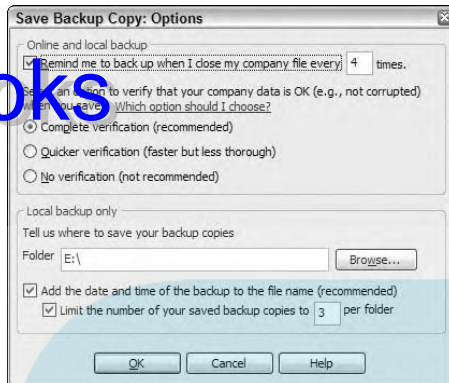 Save Backup Copy: Options
Online and local backup
Remind me to back up when I close my company file every 4 times.
an option to verify that your company data is OK (e.g., not corrupted)
you save. Which option should I choose?
Complete verification (recommended)
Quicker verification (faster but less thorough)
No verification (not recommended)
Local backup only
Tell us where to save your backup copies
Folder E:\ Browse...
Add the date and time of the backup to the file name (recommended)
Limit the number of your saved backup copies to 3 per folder
OK Cancel Help
oks